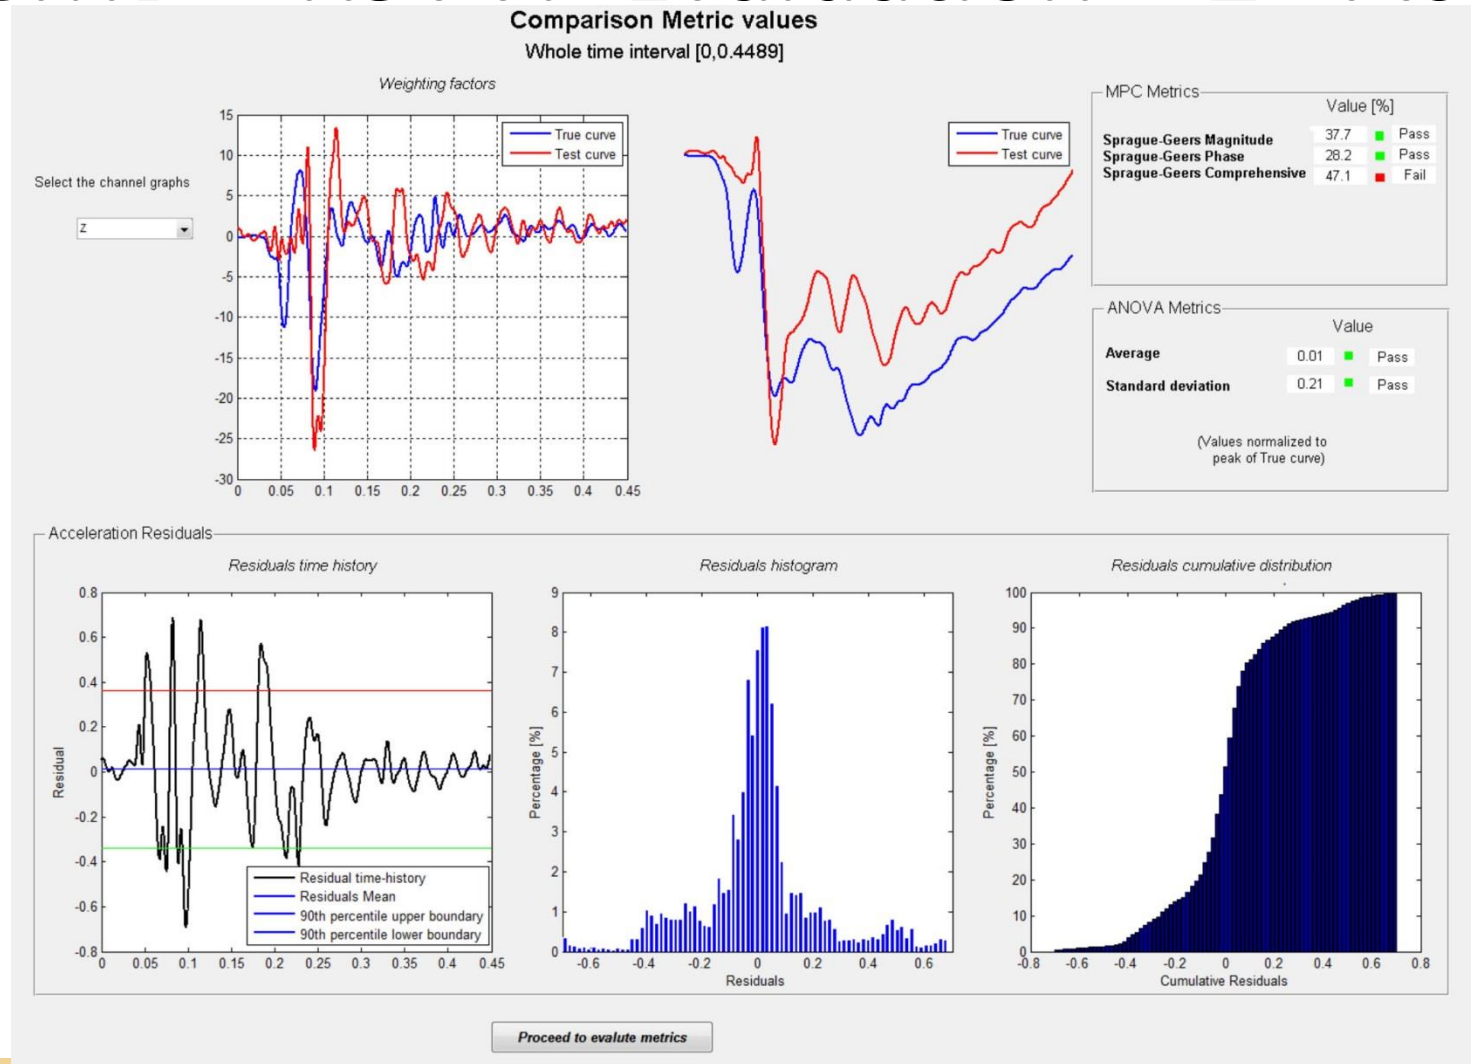 Comparison Metric values
Whole time interval [0,0.4489]
Weighting factors
Select the channel graphs
Z
15
10
5
0
-5
-10
-15
-20
-25
-30
0 0.05 0.1 0.15 0.2 0.25 0.3 0.35 0.4 0.45
True curve
Test curve
True curve
Test curve
MPC Metrics
Value [%]
Sprague-Geers Magnitude 37.7 Pass
Sprague-Geers Phase 28.2 Pass
Sprague-Geers Comprehensive 47.1 Fail
ANOVA Metrics
Value
Average 0.01 Pass
Standard deviation 0.21 Pass
(Values normalized to
peak of True curve)
Acceleration Residuals
Residuals time history
Residual
0.8
0.6
0.4
0.2
0
-0.2
-0.4
-0.6
-0.8
0 0.05 0.1 0.15 0.2 0.25 0.3 0.35 0.4 0.45
Residual time-history
Residuals Mean
90th percentile upper boundary
90th percentile lower boundary
Residuals histogram
Percentage [%]
9
8
7
6
5
4
3
2
1
0
-0.6 -0.4 -0.2 0 0.2 0.4 0.6
Residuals
Residuals cumulative distribution
Percentage [%]
100
90
80
70
60
50
40
30
20
10
0
-0.8 -0.6 -0.4 -0.2 0 0.2 0.4 0.6 0.8
Cumulative Residuals
Proceed to evalute metrics